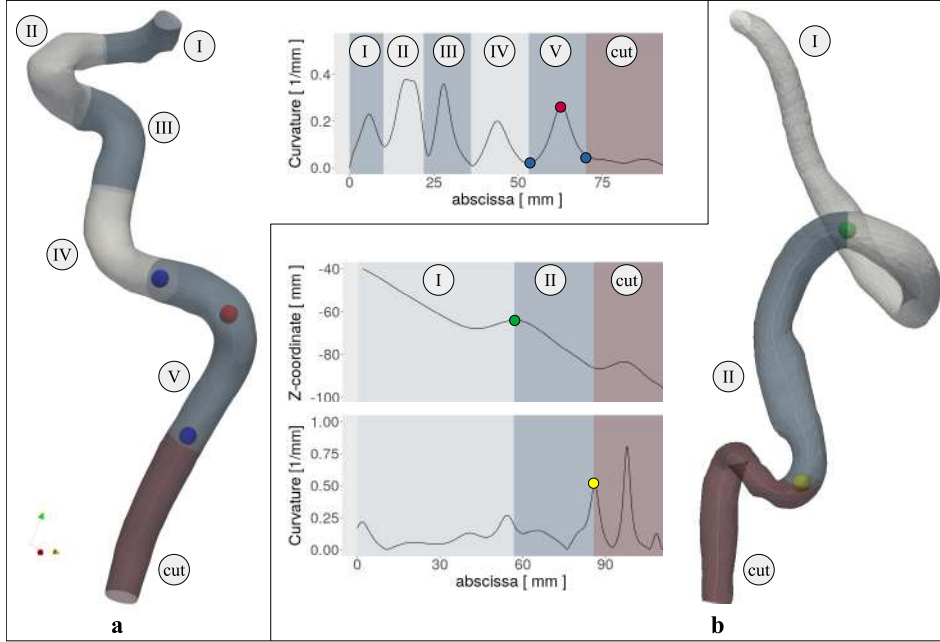 II
I
III
IV
V
cut
a
I II III IV V cut
Curvature [1/mm]
0.4
0.2
0.0
0 25 50 75
abscissa [ mm ]
I II cut
Z-coordinate [ mm ]
-40
-60
-80
-100
Curvature [1/mm]
1.00
0.75
0.50
0.25
0.00
0 30 60 90
abscissa [ mm ]
I
II
cut
b